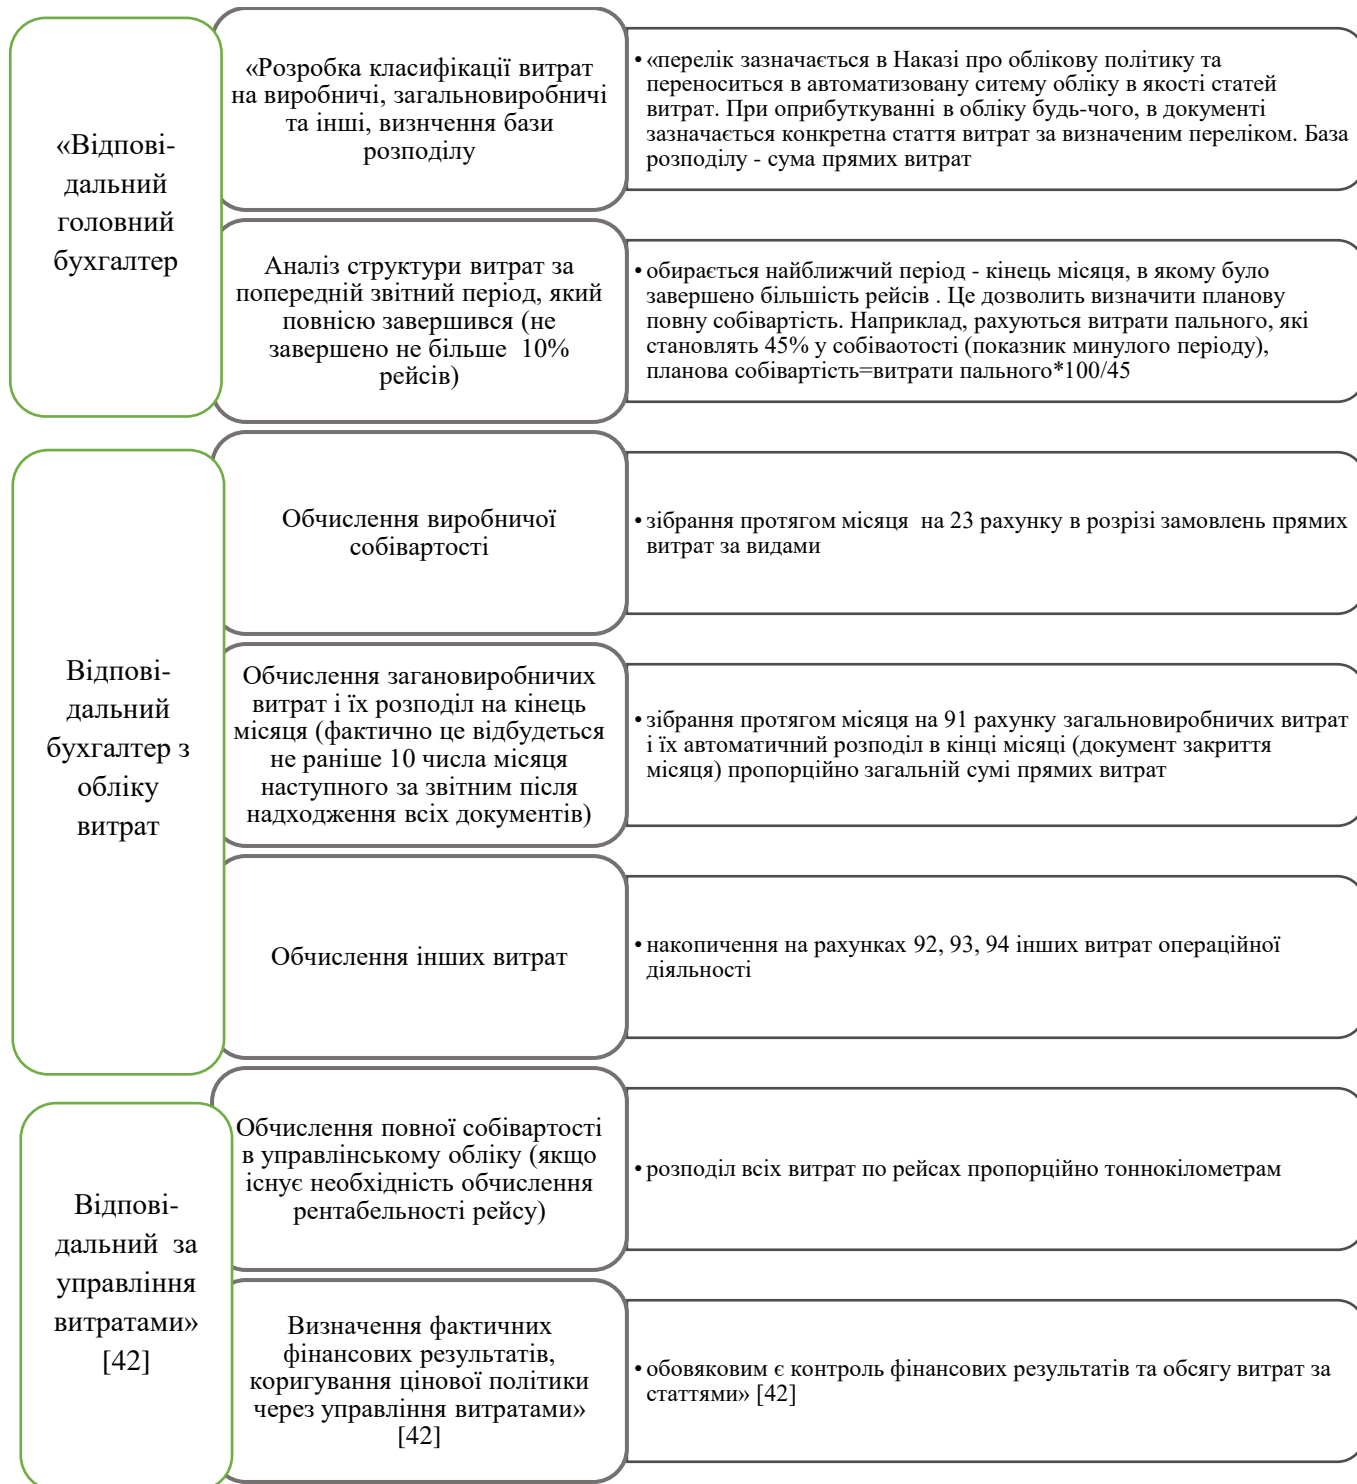 «Відпові-
дальний
головний
бухгалтер
«Розробка класифікації витрат
на виробничі, загальновиробничі
та інші, визнчення бази
розподілу
• «перелік зазначається в Наказі про облікову політику та
переноситься в автоматизовану ситему обліку в якості статей
витрат. При оприбуткуванні в обліку будь-чого, в документі
зазначається конкретна стаття витрат за визначеним переліком. База
розподілу - сума прямих витрат
Аналіз структури витрат за
попередній звітний період, який
повнісю завершився (не
завершено не більше 10%
рейсів)
• обирається найближчий період - кінець місяця, в якому було
завершено більшість рейсів . Це дозволить визначити планову
повну собівартість. Наприклад, рахуються витрати пального, які
становлять 45% у собіваотості (показник минулого періоду),
планова собівартість=витрати пального*100/45
Відпові-
дальний
бухгалтер з
обліку
витрат
Обчислення виробничої
собівартості
• зібрання протягом місяця на 23 рахунку в розрізі замовлень прямих
витрат за видами
Обчислення загановиробничих
витрат і їх розподіл на кінець
місяця (фактично це відбудеться
не раніше 10 числа місяця
наступного за звітним після
надходження всіх документів)
• зібрання протягом місяця на 91 рахунку загальновиробничих витрат
і їх автоматичний розподіл в кінці місяці (документ закриття
місяця) пропорційно загальній сумі прямих витрат
Обчислення інших витрат
• накопичення на рахунках 92, 93, 94 інших витрат операційної
діяльності
Відпові-
дальний за
управління
витратами»
[42]
Обчислення повної собівартості
в управлінському обліку (якщо
існує необхідність обчислення
рентабельності рейсу)
• розподіл всіх витрат по рейсах пропорційно тоннокілометрам
Визначення фактичних
фінансових результатів,
коригування цінової політики
через управління витратами»
[42]
• обовяковим є контроль фінансових результатів та обсягу витрат за
статтями» [42]